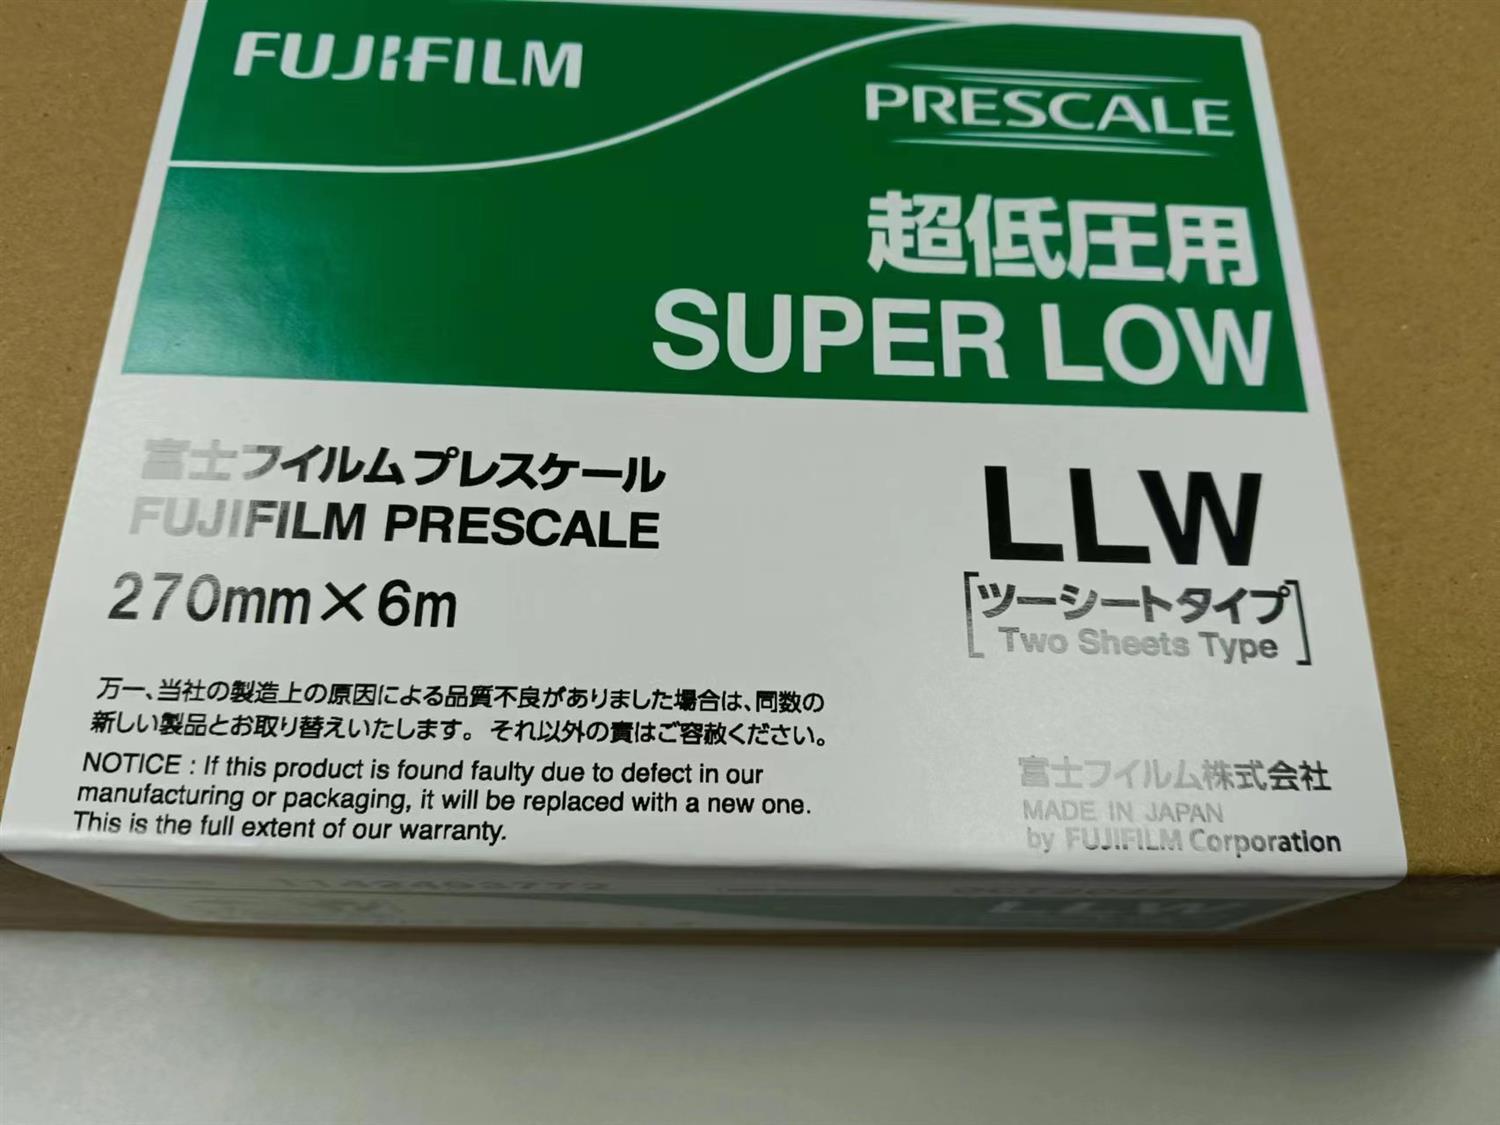 FUJIFILM
PRESCALE
超低圧用
SUPER LOW
富士フイルム プレスケール
FUJIFILM PRESCALE
270mm×6m
LLW
[ツーシートタイプ
Two Sheets Type]
万一、当社の製造上の原因による品質不良がありました場合は、同数の
新しい製品とお取り替えいたします。それ以外の責はご容赦ください。
NOTICE : If this product is found faulty due to defect in our
manufacturing or packaging, it will be replaced with a new one.
This is the full extent of our warranty.
富士フイルム株式会社
MADE IN JAPAN
by FUJIFILM Corporation
LLW